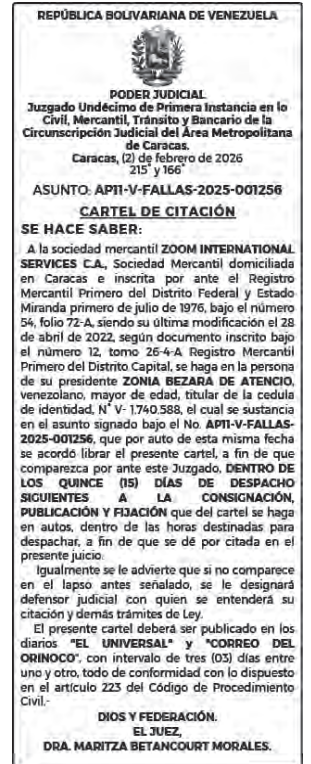 REPÚBLICA BOLIVARIANA DE VENEZUELA
PODER JUDICIAL
Juzgado Undécimo de Primera Instancia en lo
Civil, Mercantil, Tránsito y Bancario de la
Circunscripción Judicial del Área Metropolitana
de Caracas.
Caracas, (2) de febrero de 2026
215° y 166°
ASUNTO: AP11-V-FALLAS-2025-001256
CARTEL DE CITACIÓN
SE HACE SABER:
A la sociedad mercantil ZOOM INTERNATIONAL
SERVICES C.A., Sociedad Mercantil domiciliada
en Caracas e inscrita por ante el Registro
Mercantil Primero del Distrito Federal y Estado
Miranda primero de julio de 1976, bajo el número
54, folio 72-A, siendo su última modificación el 28
de abril de 2022, según documento inscrito bajo
el número 12, tomo 26-4-A Registro Mercantil
Primero del Distrito Capital, se haga en la persona
de su presidente ZONIA BEZARA DE ATENCIO,
venezolano, mayor de edad, titular de la cedula
de identidad, N° V- 1.740.588, el cual se sustancia
en el asunto signado bajo el No. AP11-V-FALLAS-
2025-001256, que por auto de esta misma fecha
se acordó librar el presente cartel, a fin de que
comparezca por ante este Juzgado, DENTRO DE
LOS QUINCE (15) DÍAS DE DESPACHO
SIGUIENTES A LA CONSIGNACIÓN,
PUBLICACIÓN Y FIJACIÓN que del cartel se haga
en autos, dentro de las horas destinadas para
despachar, a fin de que se dé por citada en el
presente juicio.
Igualmente se le advierte que si no comparece
en el lapso antes señalado, se le designará
defensor judicial con quien se entenderá su
citación y demás trámites de Ley.
El presente cartel deberá ser publicado en los
diarios "EL UNIVERSAL" y "CORREO DEL
ORINOCO", con intervalo de tres (03) días entre
uno y otro, todo de conformidad con lo dispuesto
en el artículo 223 del Código de Procedimiento
Civil.-
DIOS Y FEDERACIÓN.
EL JUEZ,
DRA. MARITZA BETANCOURT MORALES.